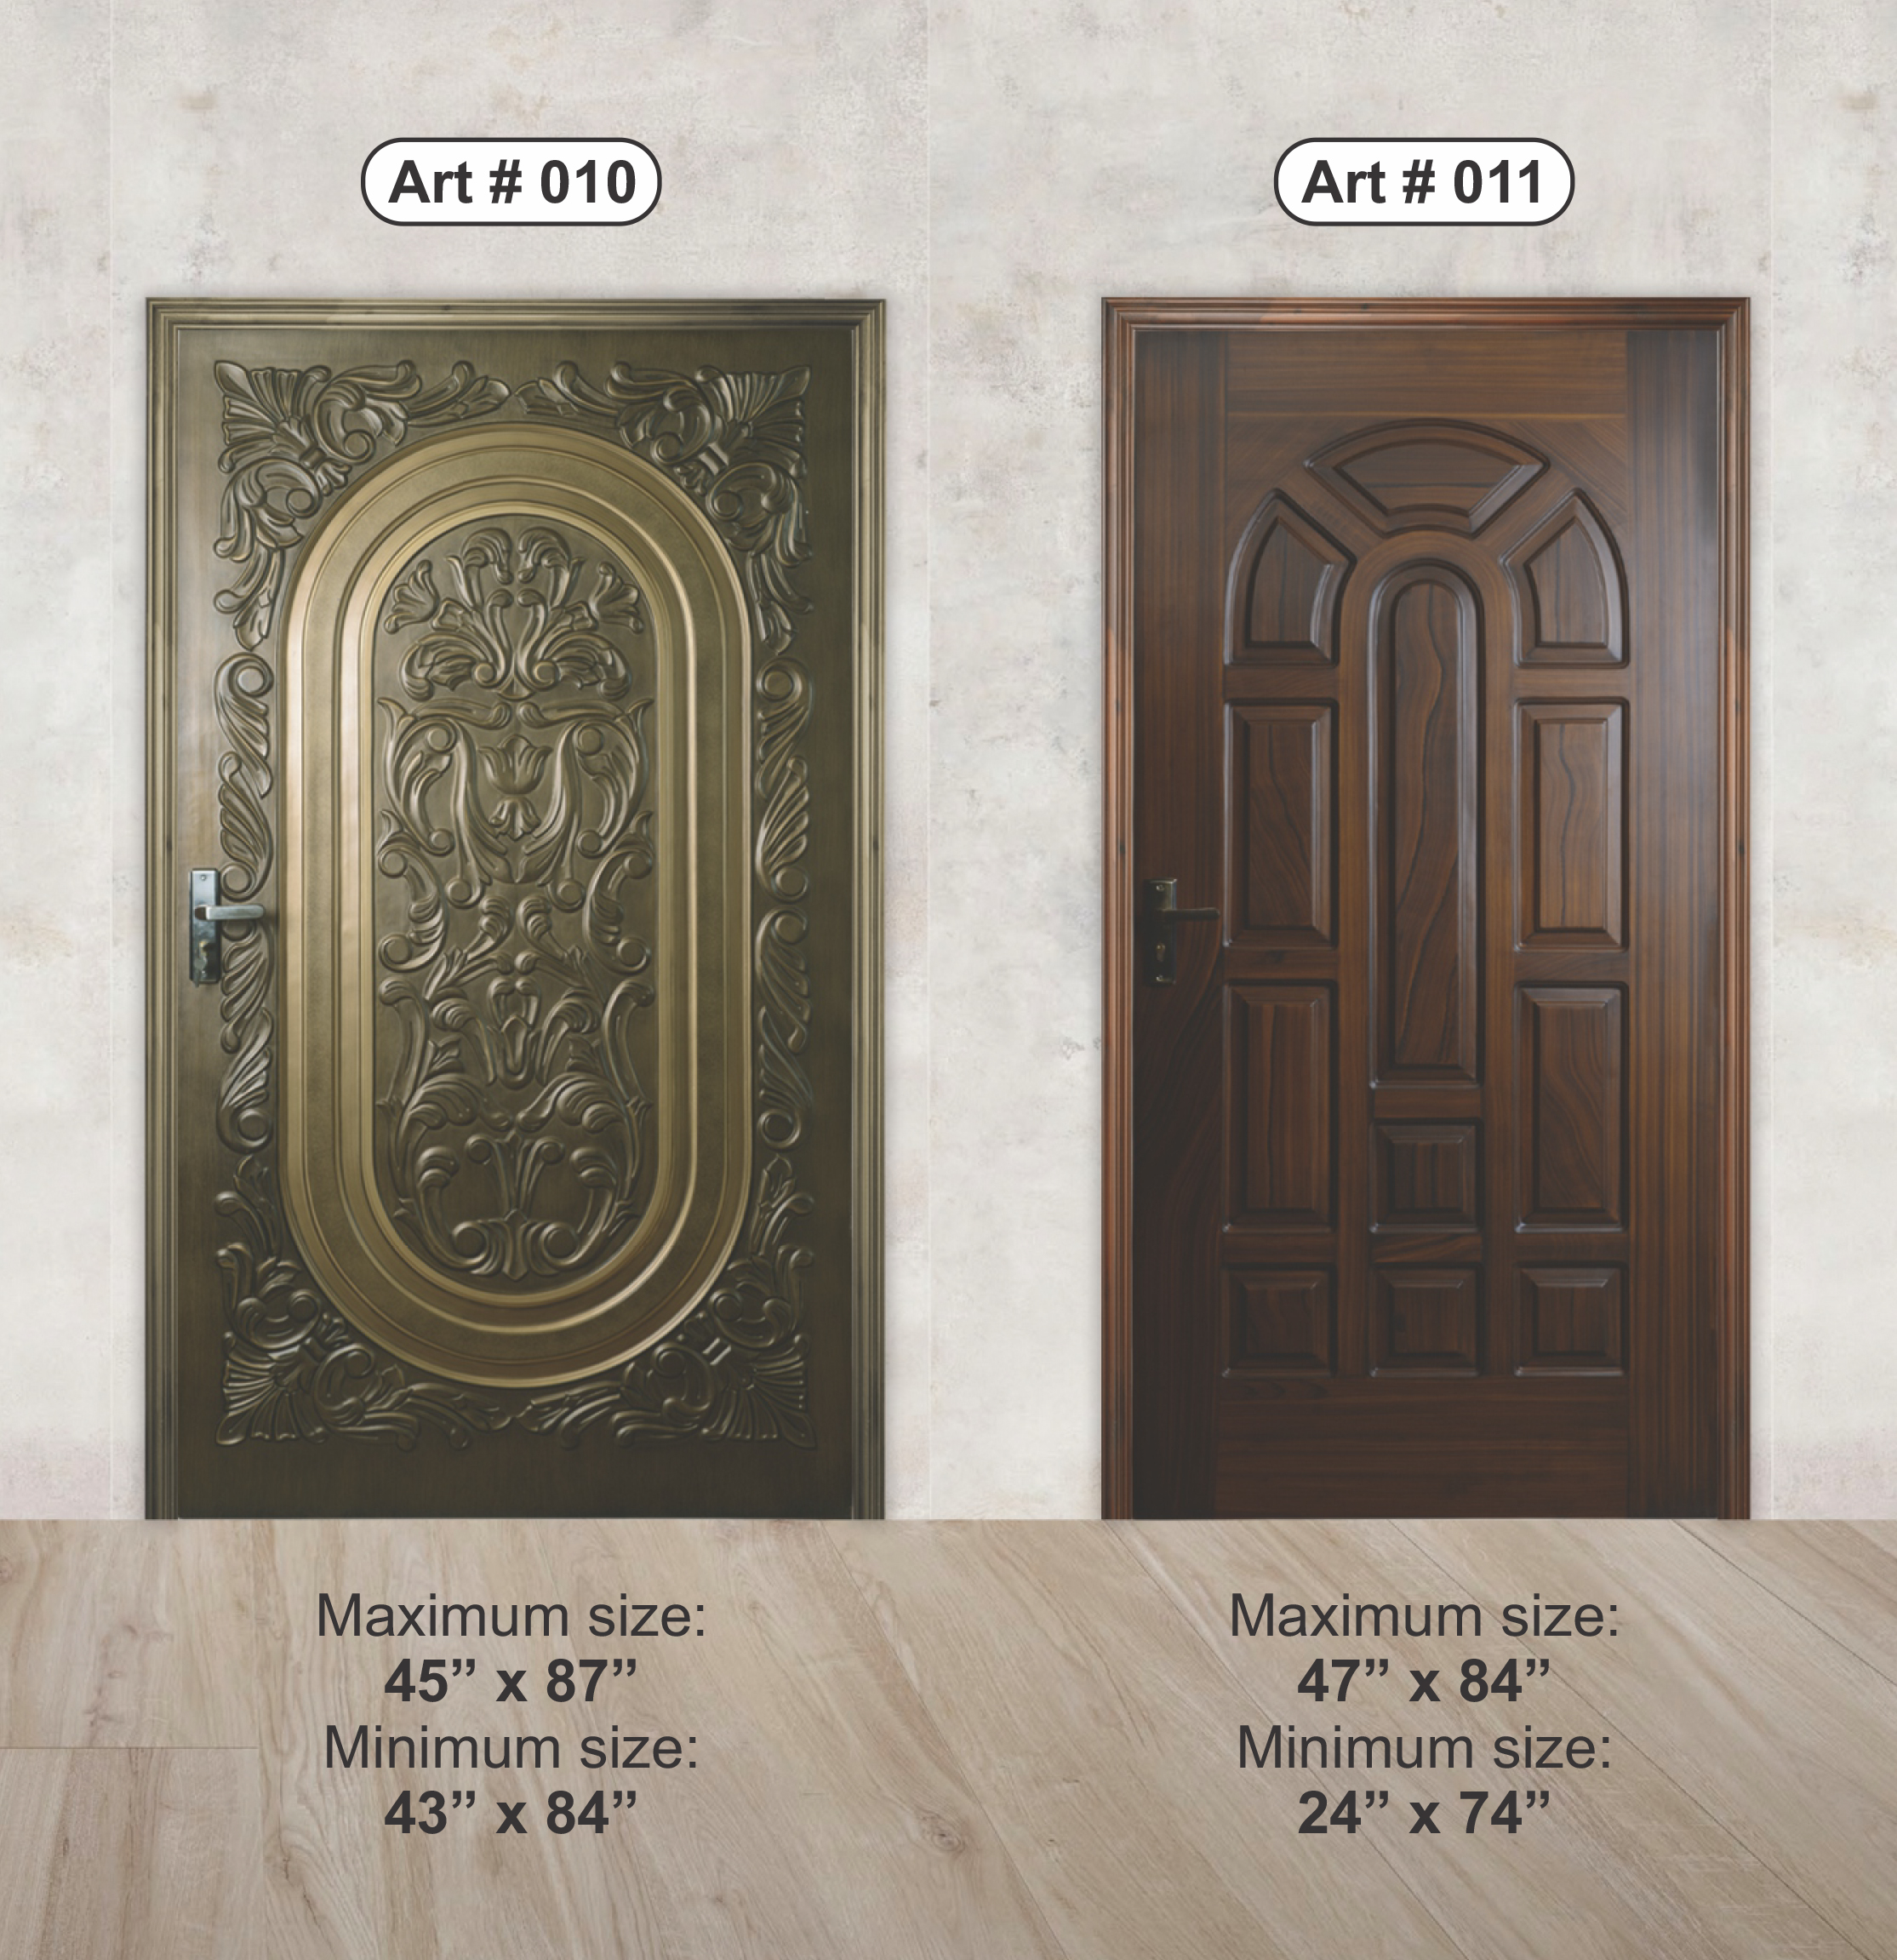 Art # 010
Maximum size:
45” x 87”
Minimum size:
43” x 84”
Art # 011
Maximum size:
47” x 84”
Minimum size:
24” x 74”